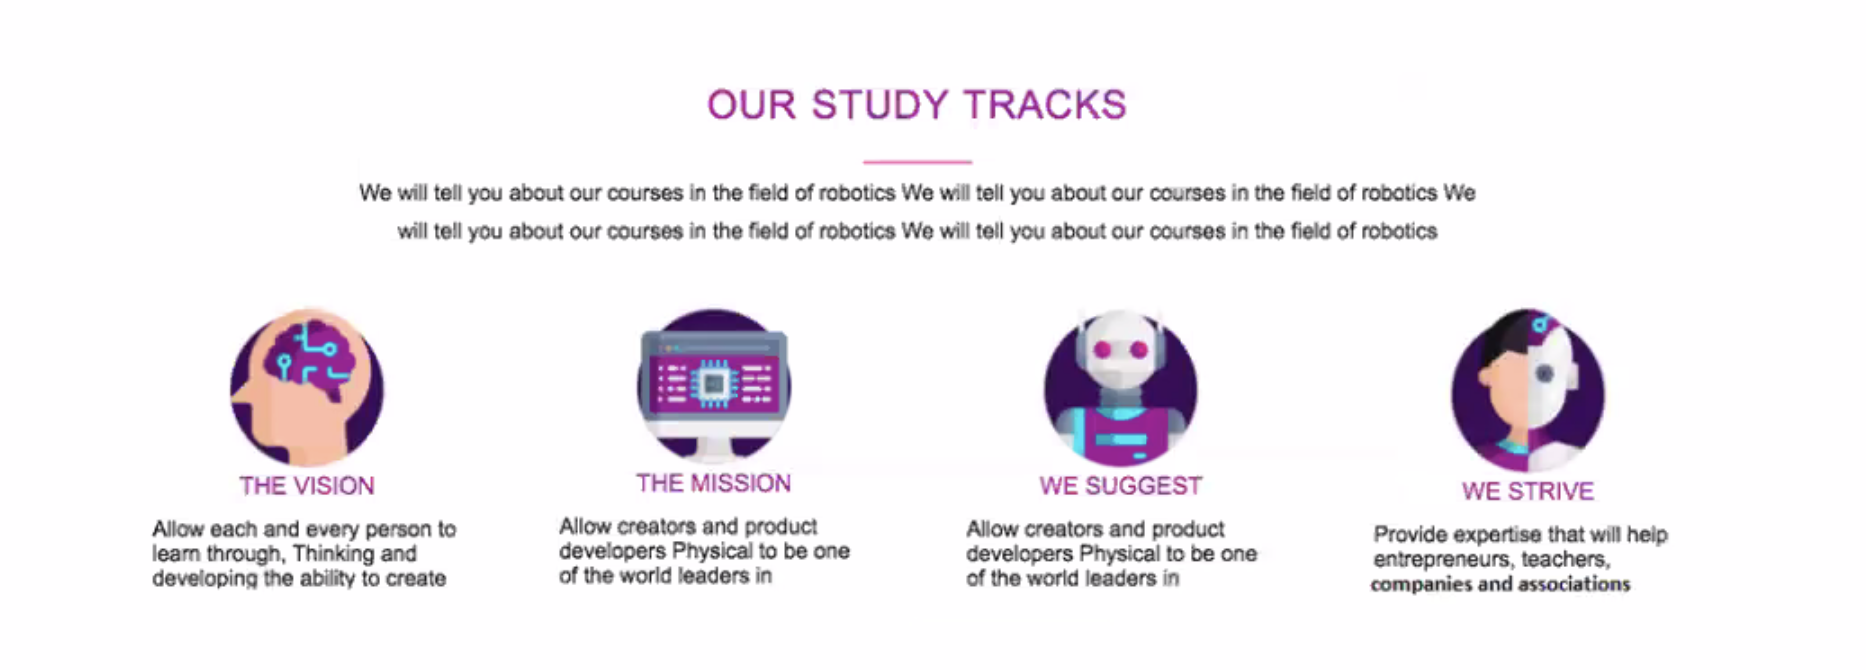 OUR STUDY TRACKS
We will tell you about our courses in the field of robotics We will tell you about our courses in the field of robotics We
will tell you about our courses in the field of robotics We will tell you about our courses in the field of robotics
THE VISION
Allow each and every person to
learn through, Thinking and
developing the ability to create
THE MISSION
Allow creators and product
developers Physical to be one
of the world leaders in
WE SUGGEST
Allow creators and product
developers Physical to be one
of the world leaders in
WE STRIVE
Provide expertise that will help
entrepreneurs, teachers,
companies and associations